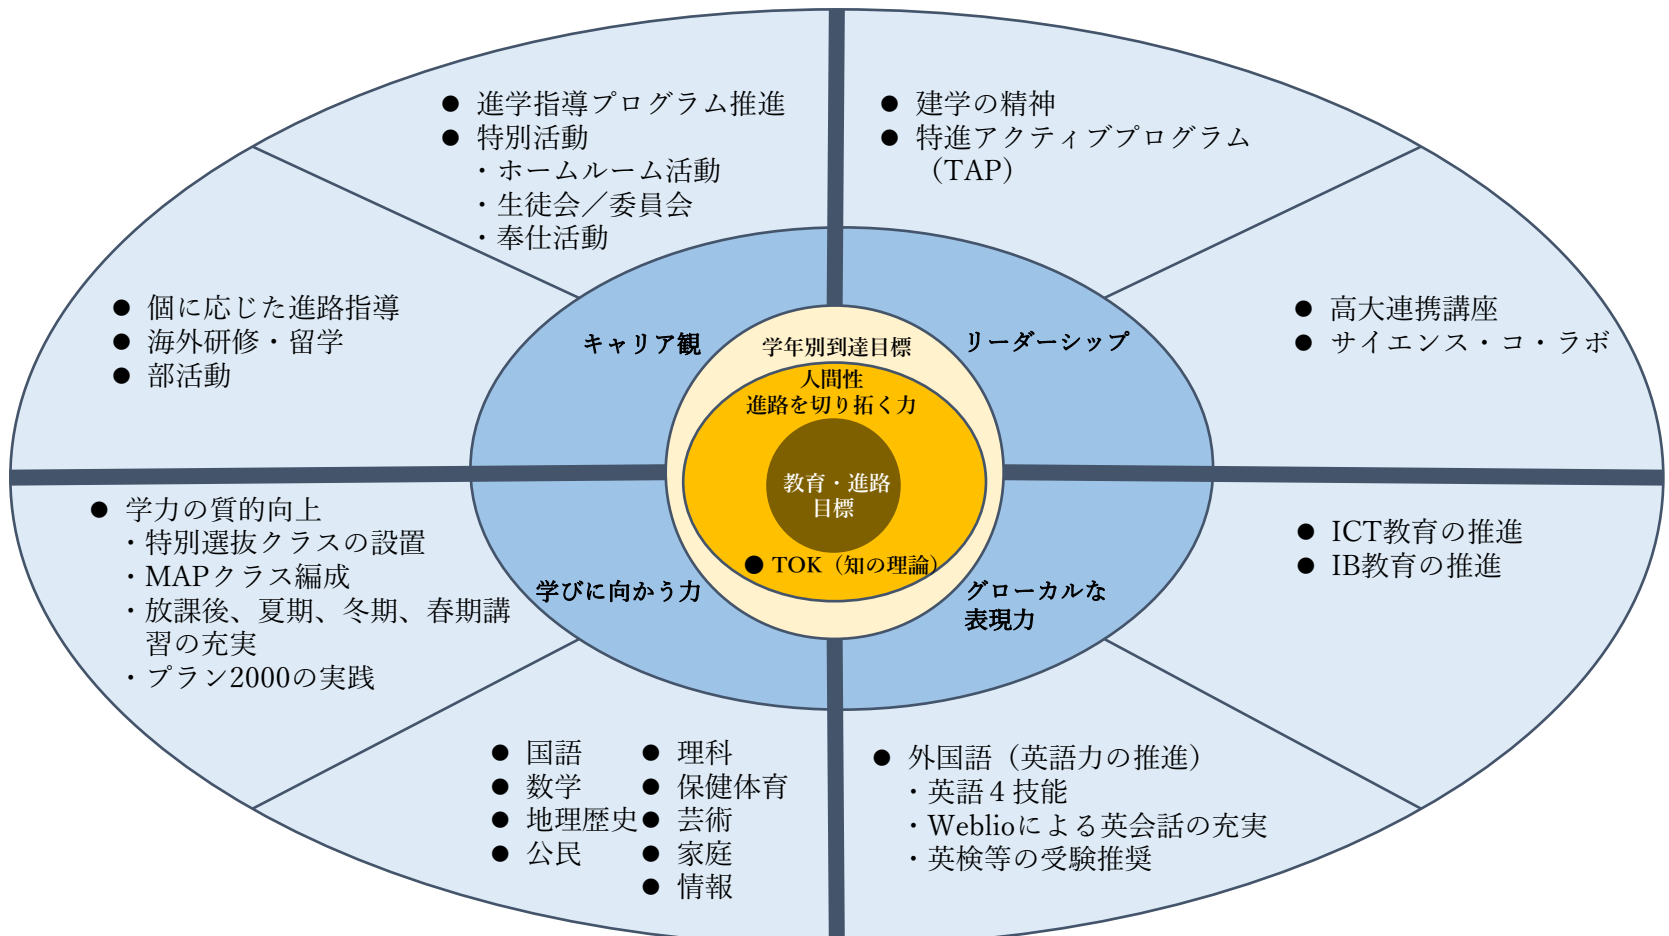 ● 進学指導プログラム推進
● 特別活動
・ホームルーム活動
・生徒会／委員会
・奉仕活動
● 建学の精神
● 特進アクティブプログラム
（TAP）
● 個に応じた進路指導
● 海外研修・留学
● 部活動
● 高大連携講座
● サイエンス・コ・ラボ
キャリア観
リーダーシップ
学年別到達目標
人間性
進路を切り拓く力
教育・進路
目標
● TOK（知の理論）
学びに向かう力
グローカルな
表現力
● 学力の質的向上
・特別選抜クラスの設置
・MAPクラス編成
・放課後、夏期、冬期、春期講
習の充実
・プラン2000の実践
● ICT教育の推進
● IB教育の推進
● 国語
● 数学
● 地理歴史
● 公民
● 理科
● 保健体育
● 芸術
● 家庭
● 情報
● 外国語（英語力の推進）
・英語４技能
・Weblioによる英会話の充実
・英検等の受験推奨